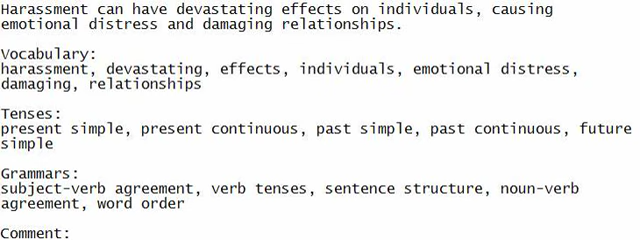 Harassment can have devastating effects on individuals, causing
emotional distress and damaging relationships.
Vocabulary:
harassment, devastating, effects, individuals, emotional distress,
damaging, relationships
Tenses:
present simple, present continuous, past simple, past continuous, future
simple
Grammars:
subject-verb agreement, verb tenses, sentence structure, noun-verb
agreement, word order
Comment: